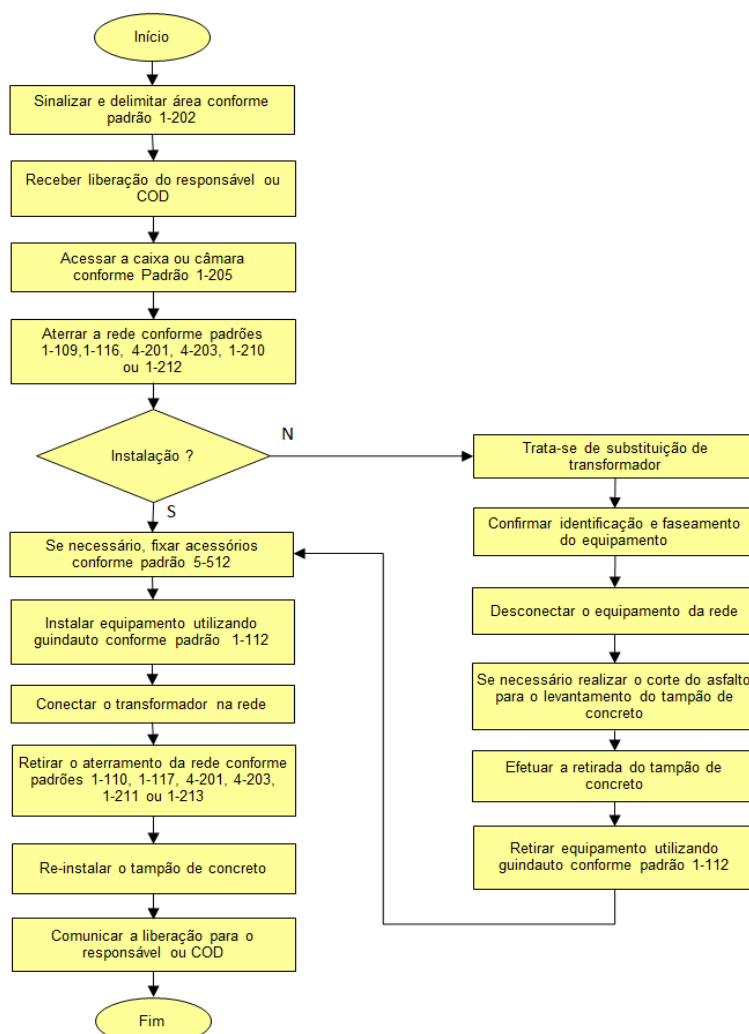 Início
Sinalizar e delimitar área conforme
padrão 1-202
Receber liberação do responsável ou
COD
Acessar a caixa ou câmara
conforme Padrão 1-205
Aterrar a rede conforme padrões
1-109,1-116, 4-201, 4-203, 1-210
ou 1-212
Instalação ?
N
S
Se necessário, fixar acessórios
conforme padrão 5-512
Instalar equipamento utilizando
guindauto conforme padrão 1-112
Conectar o transformador na rede
Retirar o aterramento da rede conforme
padrões 1-110, 1-117, 4-201, 4-203,
1-211 ou 1-213
Re-instalar o tampão de concreto
Comunicar a liberação para o
responsável ou COD
Fim
Trata-se de substituição de
transformador
Confirmar identificação e faseamento
do equipamento
Desconectar o equipamento da rede
Se necessário realizar o corte do asfalto
para o levantamento do tampão de
concreto
Efetuar a retirada do tampão de
concreto
Retirar equipamento utilizando
guindauto conforme padrão 1-112